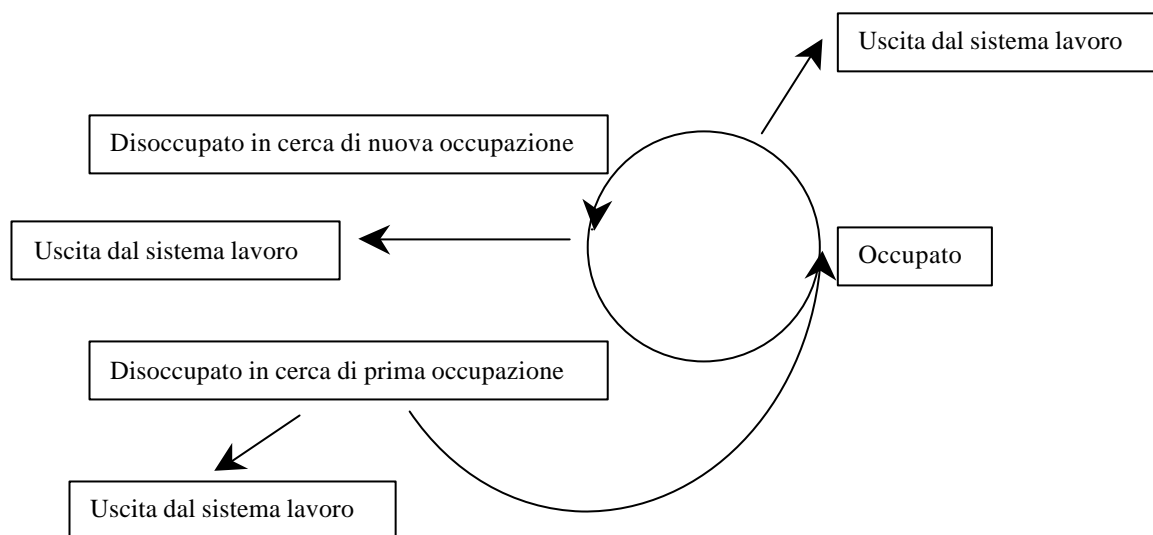 Uscita dal sistema lavoro
Disoccupato in cerca di nuova occupazione
Uscita dal sistema lavoro
Occupato
Disoccupato in cerca di prima occupazione
Uscita dal sistema lavoro